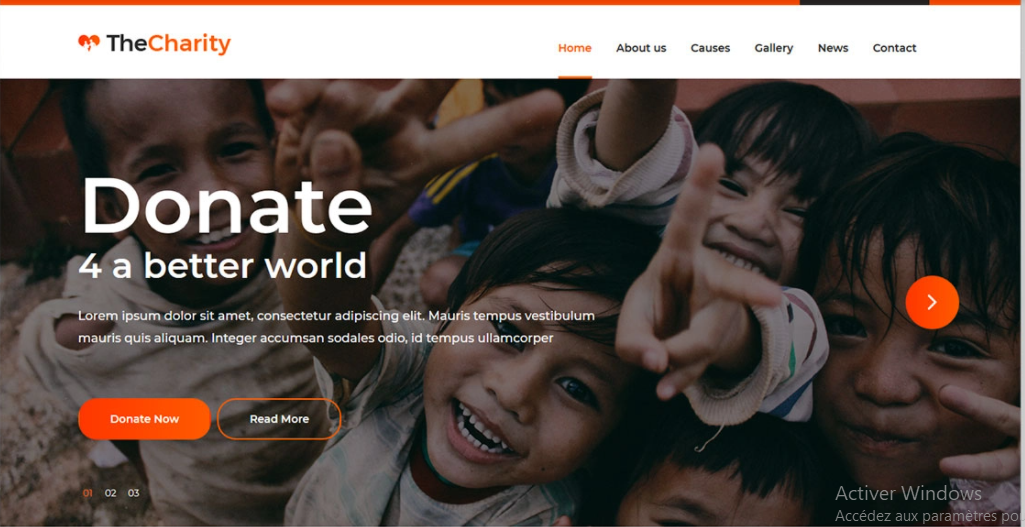 TheCharity
Home About us Causes Gallery News Contact
Donate
4 a better world
Lorem ipsum dolor sit amet, consectetur adipiscing elit. Mauris tempus vestibulum
mauris quis aliquam. Integer accumsan sodales odio, id tempus ullamcorper
Donate Now Read More
01 02 03
Activer Windows
Accédez aux paramètres po